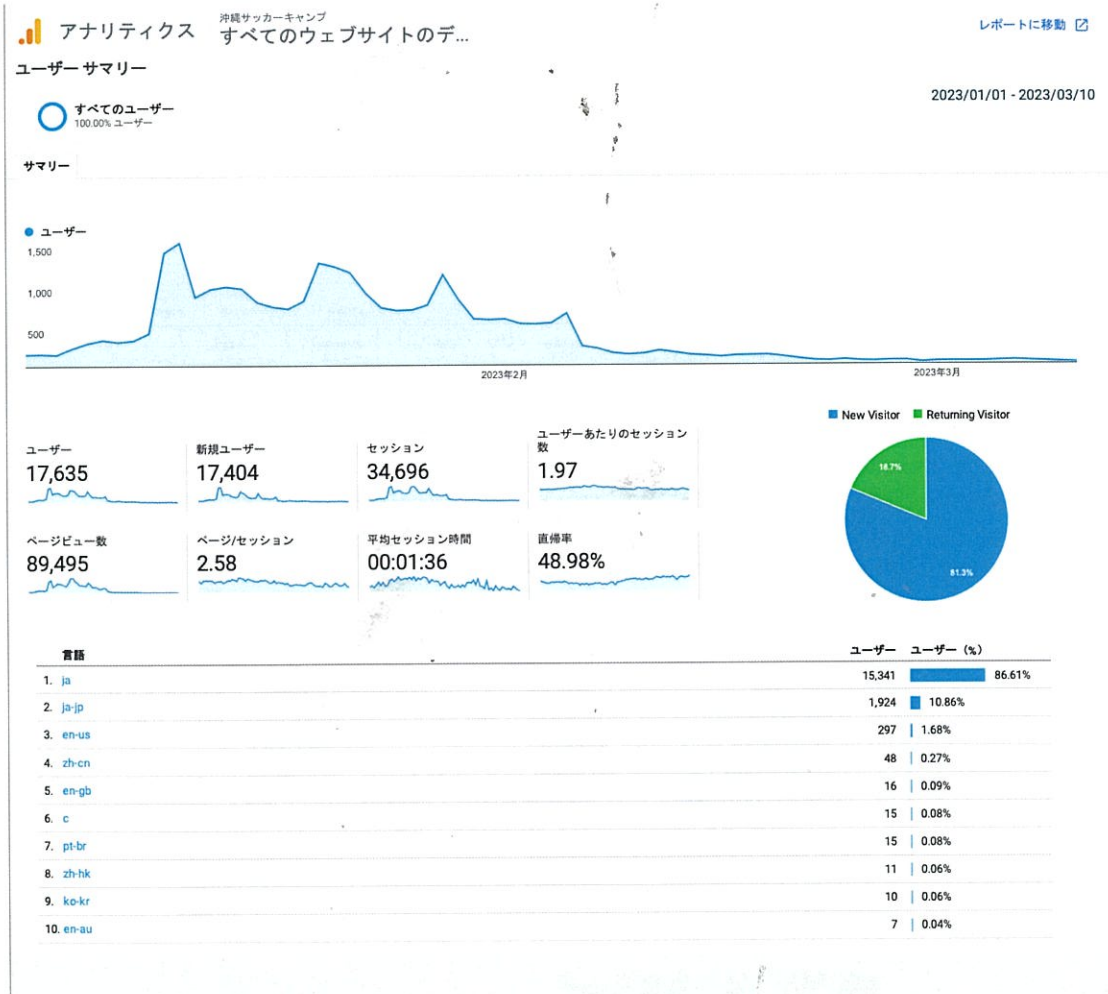 アナリティクス
沖縄サッカーキャンプ
すべてのウェブサイトのデ...
レポートに移動
ユーザー サマリー
2023/01/01 - 2023/03/10
すべてのユーザー
100.00% ユーザー
サマリー
ユーザー
1,500
1,000
500
2023年2月
2023年3月
New Visitor
Returning Visitor
ユーザー
17,635
新規ユーザー
17,404
セッション
34,696
ユーザーあたりのセッション
数
1.97
ページビュー数
89,495
ページ/セッション
2.58
平均セッション時間
00:01:36
直帰率
48.98%
18.7%
81.3%
言語 ユーザー ユーザー (%)
1. ja 15,341 86.61%
2. ja-jp 1,924 10.86%
3. en-us 297 1.68%
4. zh-cn 48 0.27%
5. en-gb 16 0.09%
6. c 15 0.08%
7. pt-br 15 0.08%
8. zh-hk 11 0.06%
9. ko-kr 10 0.06%
10. en-au 7 0.04%